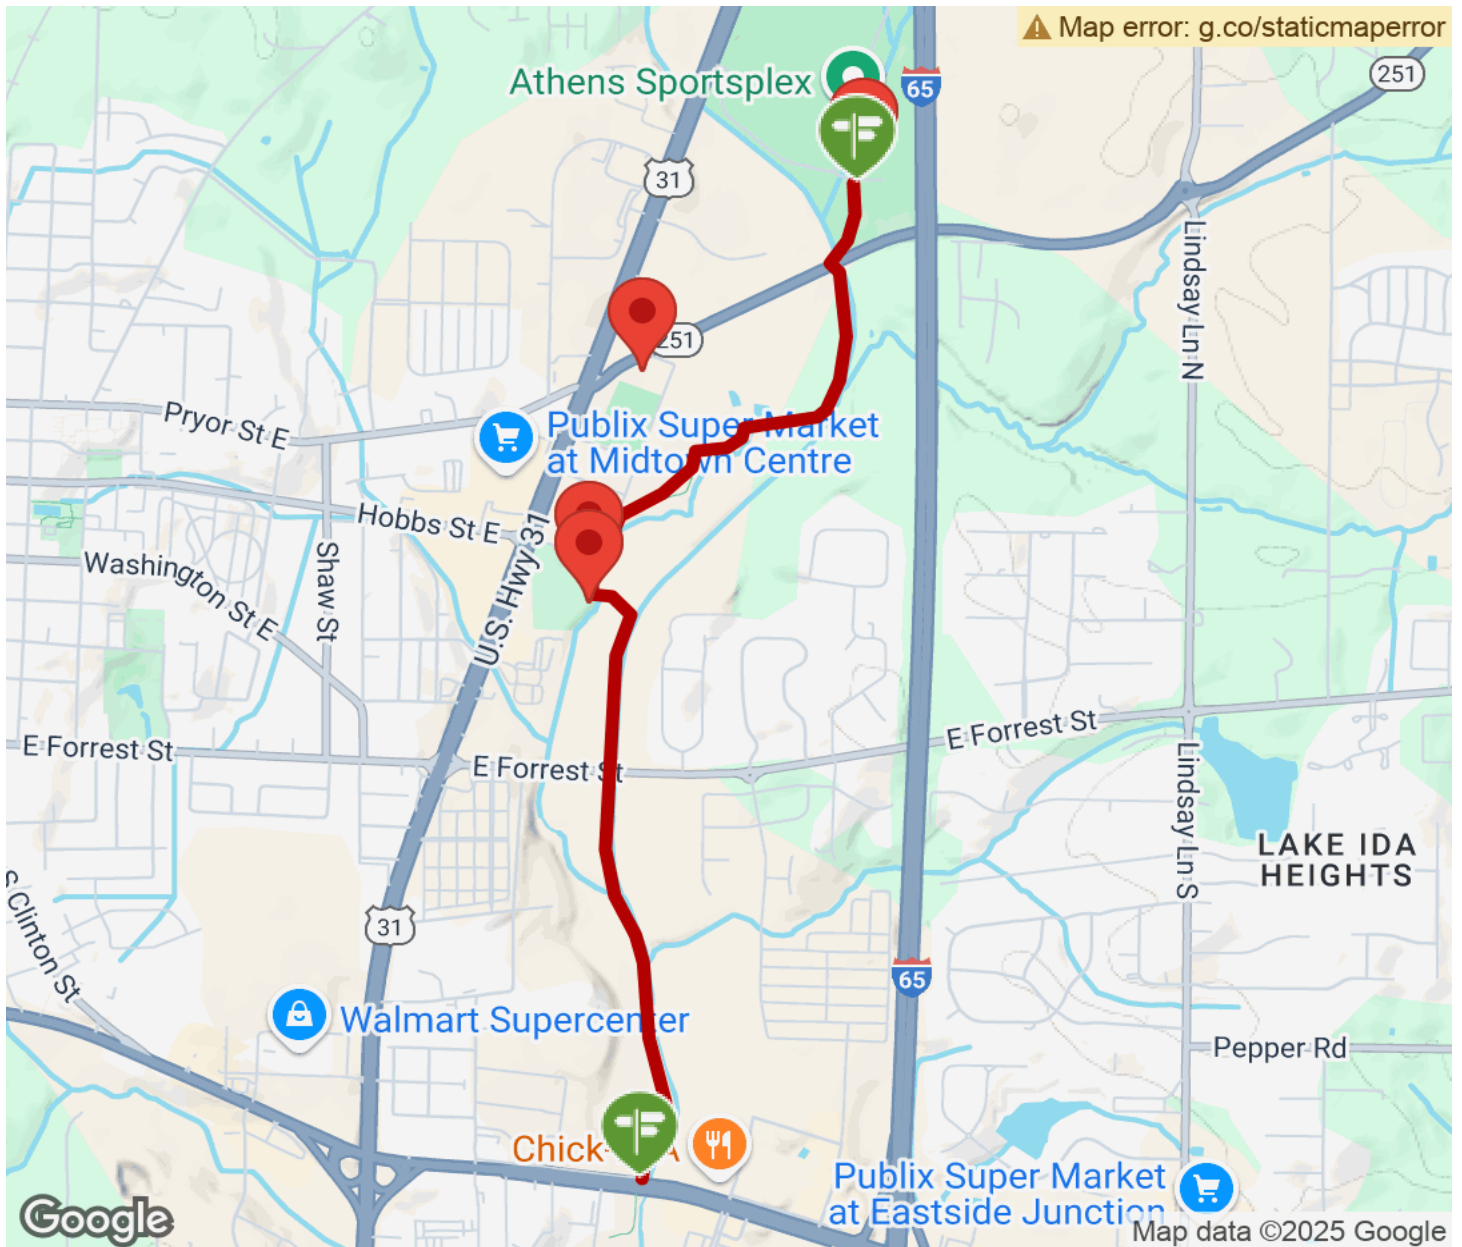 Map error: g.co/staticmaperror
Athens Sportsplex
65
251
31
Lindsay Ln N
251
Pryor St E
Publix Super Market
at Midtown Centre
Hobbs St E
U.S. Hwy 31
Washington St E
Shaw St
E Forrest St
E Forrest St
E Forrest St
Lindsay Ln S
LAKE IDA
HEIGHTS
S Clinton St
31
65
Walmart Supercenter
Pepper Rd
Chick- A
Publix Super Market
at Eastside Junction
Google
Map data ©2025 Google